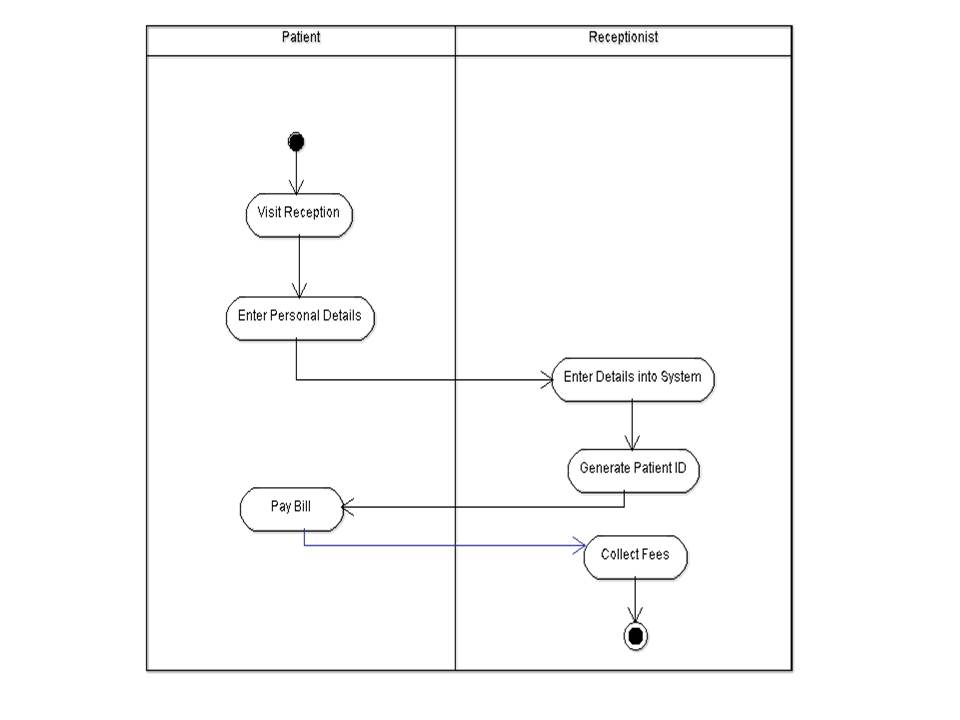 Patient
Receptionist
Visit Reception
Enter Personal Details
Enter Details into System
Generate Patient ID
Pay Bill
Collect Fees